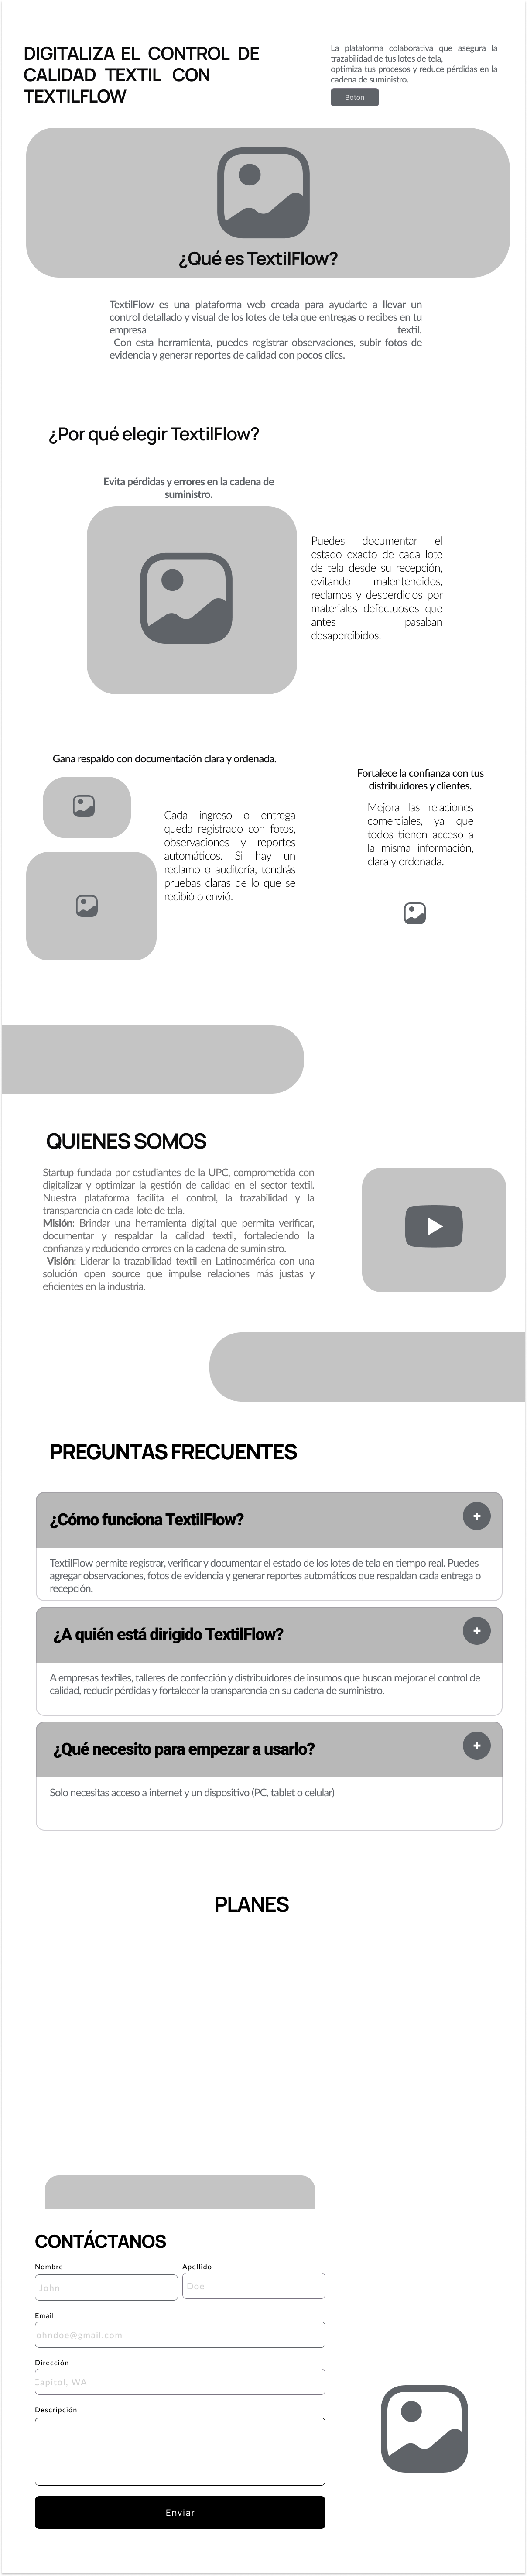 DIGITALIZA EL CONTROL DE
CALIDAD TEXTIL CON
TEXTILFLOW
La plataforma colaborativa que asegura la
trazabilidad de tus lotes de tela,
optimiza tus procesos y reduce pérdidas en la
cadena de suministro.
Boton
¿Qué es TextilFlow?
TextilFlow es una plataforma web creada para ayudarte a llevar un
control detallado y visual de los lotes de tela que entregas o recibes en tu
empresa textil.
Con esta herramienta, puedes registrar observaciones, subir fotos de
evidencia y generar reportes de calidad con pocos clics.
¿Por qué elegir TextilFlow?
Evita pérdidas y errores en la cadena de
suministro.
Puedes documentar el
estado exacto de cada lote
de tela desde su recepción,
evitando malentendidos,
reclamos y desperdicios por
materiales defectuosos que
antes pasaban
desapercibidos.
Gana respaldo con documentación clara y ordenada.
Cada ingreso o entrega
queda registrado con fotos,
observaciones y reportes
automáticos. Si hay un
reclamo o auditoría, tendrás
pruebas claras de lo que se
recibió o envió.
Fortalece la confianza con tus
distribuidores y clientes.
Mejora las relaciones
comerciales, ya que
todos tienen acceso a
la misma información,
clara y ordenada.
QUIENES SOMOS
Startup fundada por estudiantes de la UPC, comprometida con
digitalizar y optimizar la gestión de calidad en el sector textil.
Nuestra plataforma facilita el control, la trazabilidad y la
transparencia en cada lote de tela.
Misión: Brindar una herramienta digital que permita verificar,
documentar y respaldar la calidad textil, fortaleciendo la
confianza y reduciendo errores en la cadena de suministro.
Visión: Liderar la trazabilidad textil en Latinoamérica con una
solución open source que impulse relaciones más justas y
eficientes en la industria.
PREGUNTAS FRECUENTES
¿Cómo funciona TextilFlow?
TextilFlow permite registrar, verificar y documentar el estado de los lotes de tela en tiempo real. Puedes
agregar observaciones, fotos de evidencia y generar reportes automáticos que respaldan cada entrega o
recepción.
¿A quién está dirigido TextilFlow?
A empresas textiles, talleres de confección y distribuidores de insumos que buscan mejorar el control de
calidad, reducir pérdidas y fortalecer la transparencia en su cadena de suministro.
¿Qué necesito para empezar a usarlo?
Solo necesitas acceso a internet y un dispositivo (PC, tablet o celular)
PLANES
CONTÁCTANOS
Nombre
Apellido
John
Doe
Email
ohndoe@gmail.com
Dirección
Capitol, WA
Descripción
Enviar